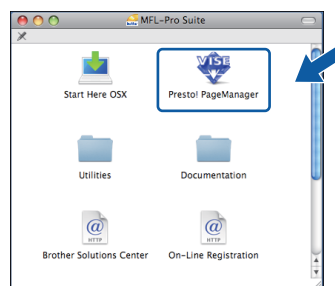 MFL-Pro Suite
VISE
Start Here OSX
Presto! PageManager
Utilities
Documentation
@
HTTP
@
HTTP
Brother Solutions Center
On-Line Registration